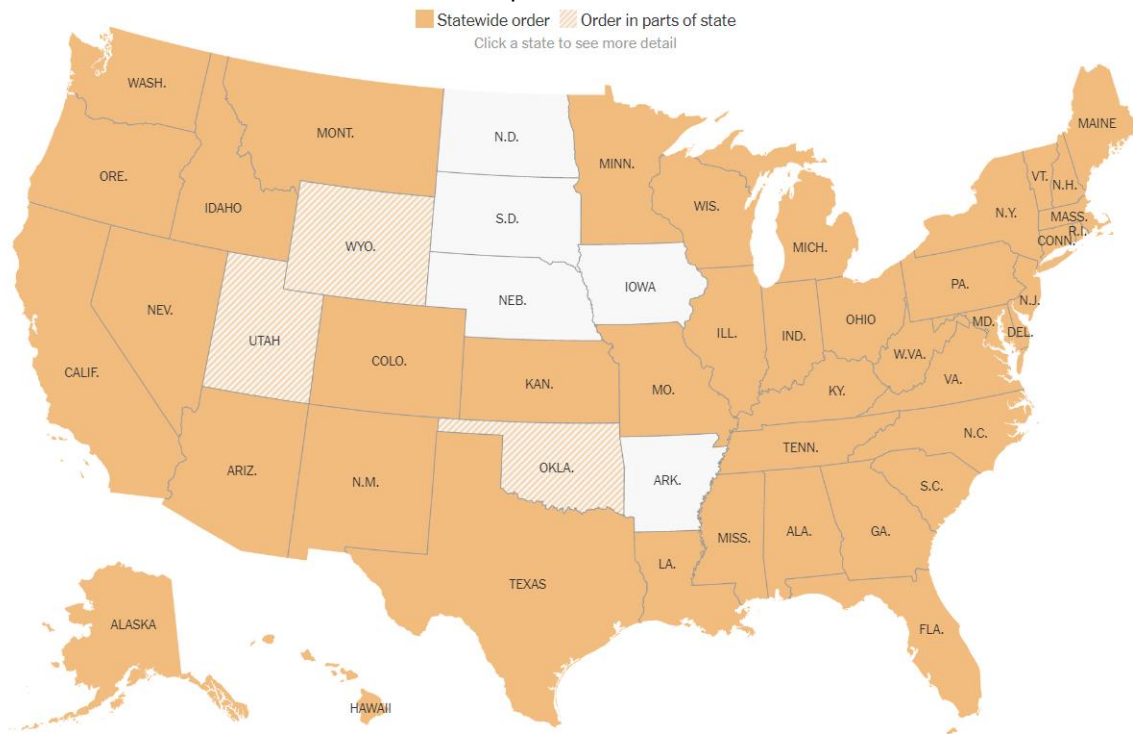 Statewide order Order in parts of state
Click a state to see more detail
WASH.
MONT.
N.D.
MINN.
MAINE
ORE.
IDAHO
S.D.
WIS.
VT.
N.H.
WYO.
MICH.
N.Y.
MASS.
R.I.
CONN.
NEB.
IOWA
PA.
N.J.
NEV.
UTAH
COLO.
ILL.
IND.
OHIO
MD.
DEL.
CALIF.
KAN.
MO.
W.VA.
KY.
VA.
ARIZ.
N.M.
OKLA.
ARK.
TENN.
N.C.
S.C.
TEXAS
LA.
MISS.
ALA.
GA.
FLA.
ALASKA
HAWAII